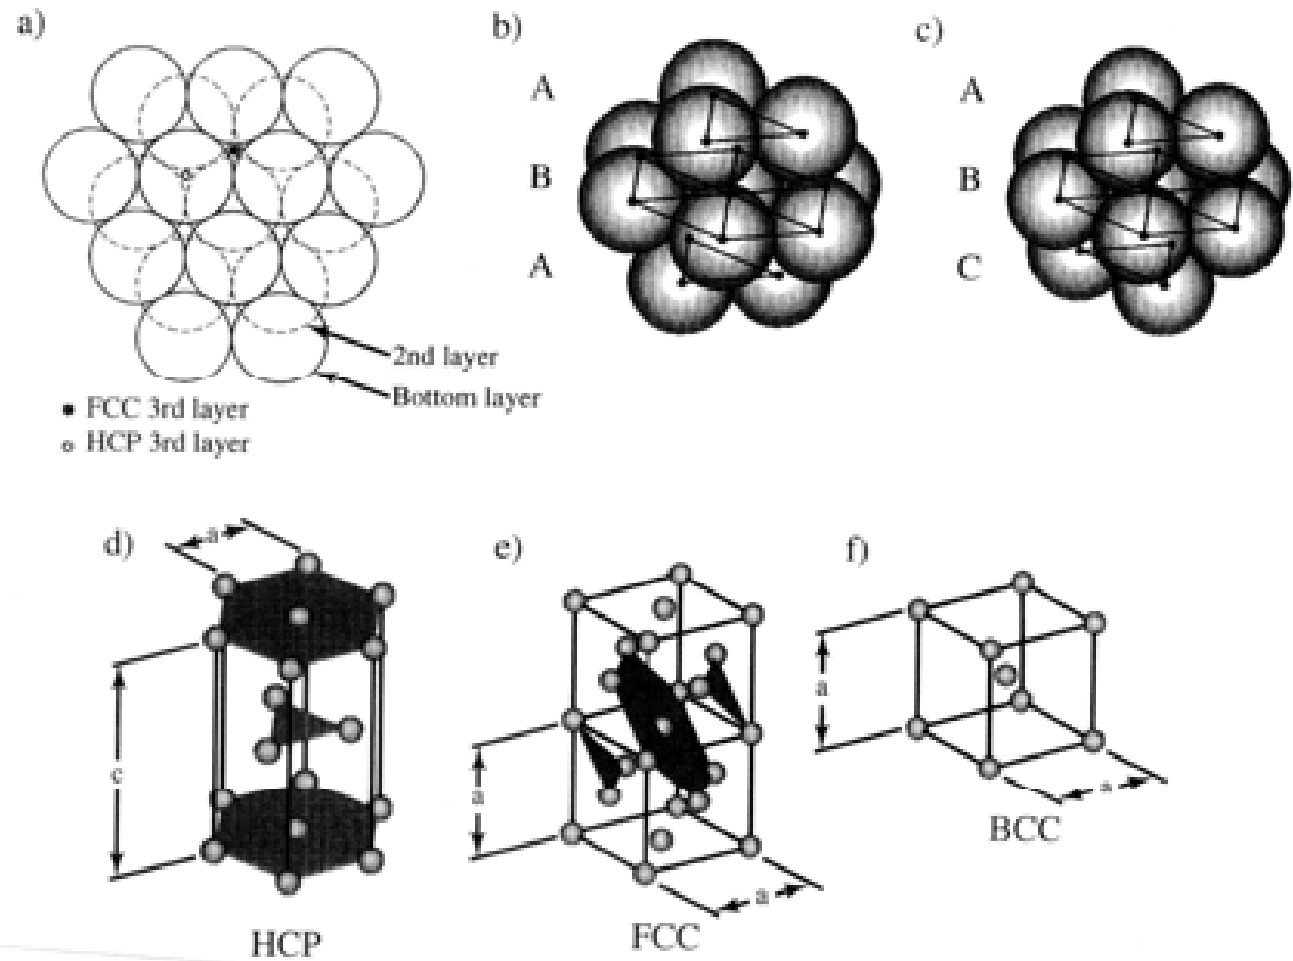 a)
b)
c)
A
B
A
A
B
C
2nd layer
Bottom layer
• FCC 3rd layer
o HCP 3rd layer
d)
a
c
HCP
e)
a
a
FCC
f)
a
a
BCC